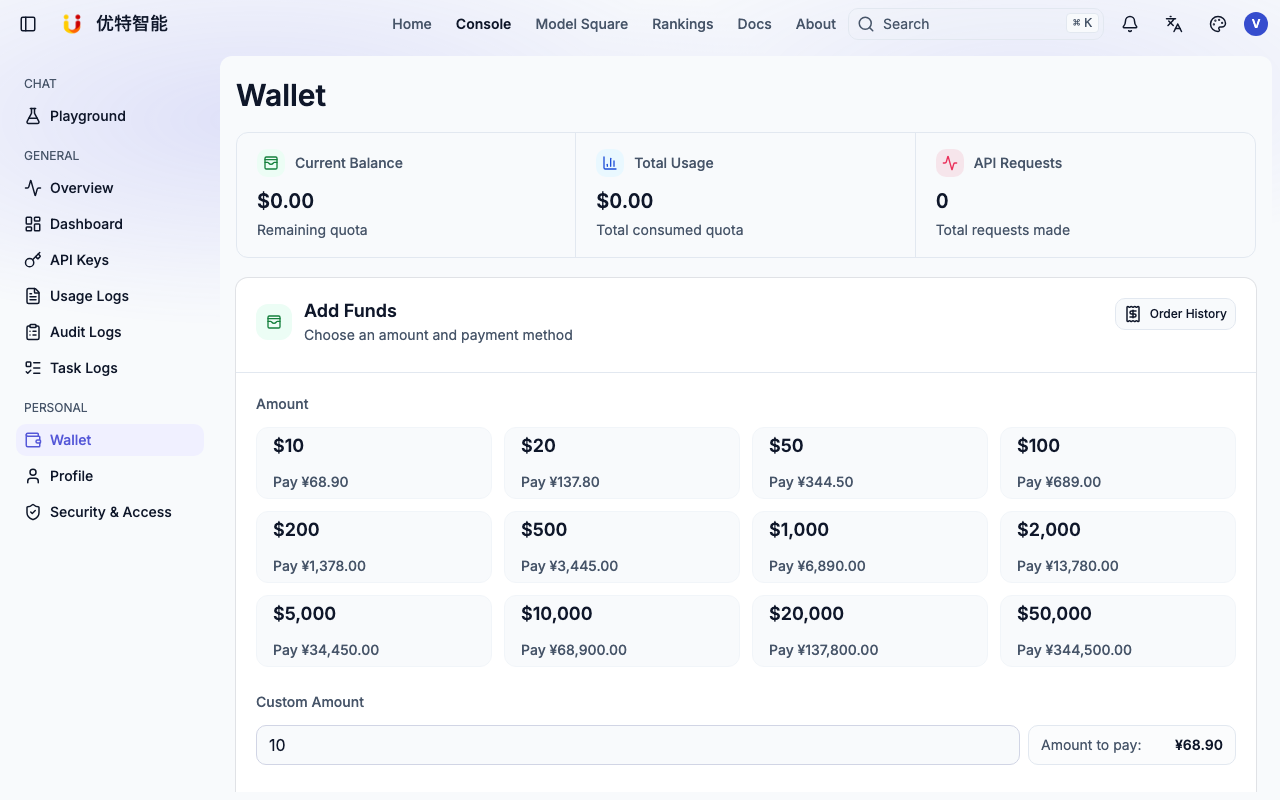 优特智能
Home
Console
Model Square
Rankings
Docs
About
Search
⌘ K
V
CHAT
Playground
GENERAL
Overview
Dashboard
API Keys
Usage Logs
Audit Logs
Task Logs
PERSONAL
Wallet
Profile
Security & Access
Wallet
Current Balance
$0.00
Remaining quota
Total Usage
$0.00
Total consumed quota
API Requests
0
Total requests made
Add Funds
Choose an amount and payment method
Order History
Amount
$10
Pay ¥68.90
$20
Pay ¥137.80
$50
Pay ¥344.50
$100
Pay ¥689.00
$200
Pay ¥1,378.00
$500
Pay ¥3,445.00
$1,000
Pay ¥6,890.00
$2,000
Pay ¥13,780.00
$5,000
Pay ¥34,450.00
$10,000
Pay ¥68,900.00
$20,000
Pay ¥137,800.00
$50,000
Pay ¥344,500.00
Custom Amount
10
Amount to pay: ¥68.90